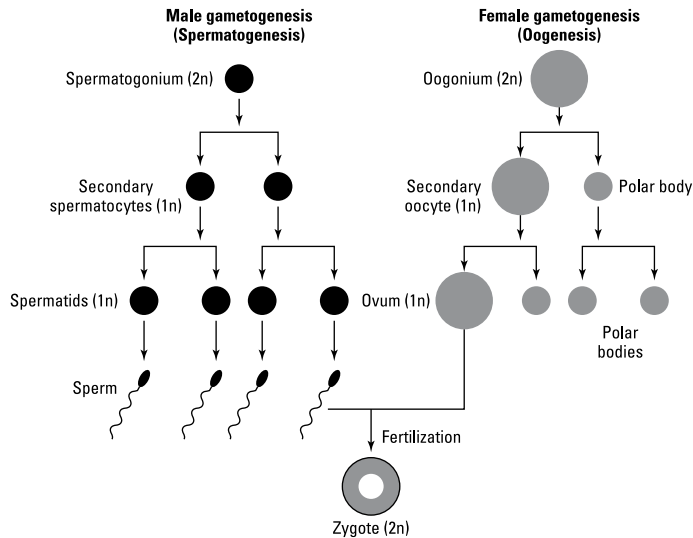 Male gametogenesis
(Spermatogenesis)
Female gametogenesis
(Oogenesis)
Spermatogonium (2n)
Oogonium (2n)
Secondary
spermatocytes (1n)
Secondary
oocyte (1n)
Polar body
Spermatids (1n)
Ovum (1n)
Polar
bodies
Sperm
Fertilization
Zygote (2n)